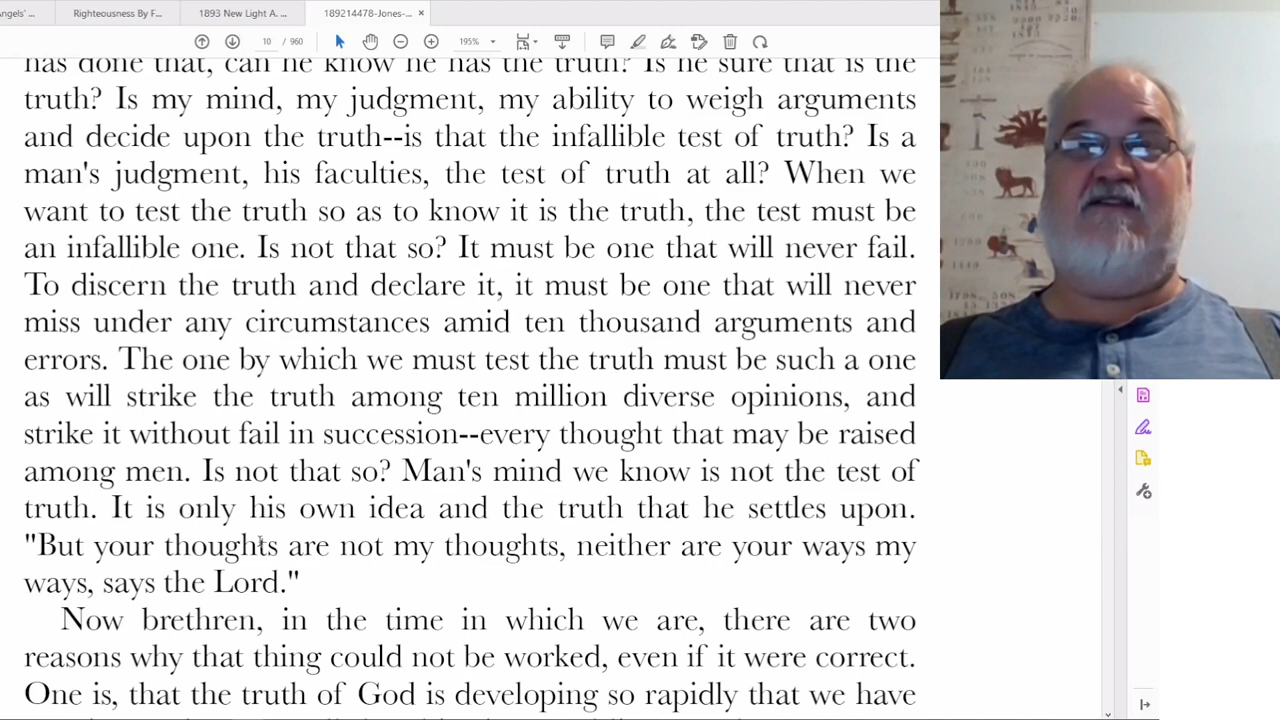 ngels' ...
Righteousness By F...
1893 New Light A. ...
189214478-Jones-... ×
10 / 960
195%
has done that, can he know he has the truth? Is he sure that is the
truth? Is my mind, my judgment, my ability to weigh arguments
and decide upon the truth--is that the infallible test of truth? Is a
man's judgment, his faculties, the test of truth at all? When we
want to test the truth so as to know it is the truth, the test must be
an infallible one. Is not that so? It must be one that will never fail.
To discern the truth and declare it, it must be one that will never
miss under any circumstances amid ten thousand arguments and
errors. The one by which we must test the truth must be such a one
as will strike the truth among ten million diverse opinions, and
strike it without fail in succession--every thought that may be raised
among men. Is not that so? Man's mind we know is not the test of
truth. It is only his own idea and the truth that he settles upon.
"But your thoughts are not my thoughts, neither are your ways my
ways, says the Lord."
Now brethren, in the time in which we are, there are two
reasons why that thing could not be worked, even if it were correct.
One is, that the truth of God is developing so rapidly that we have